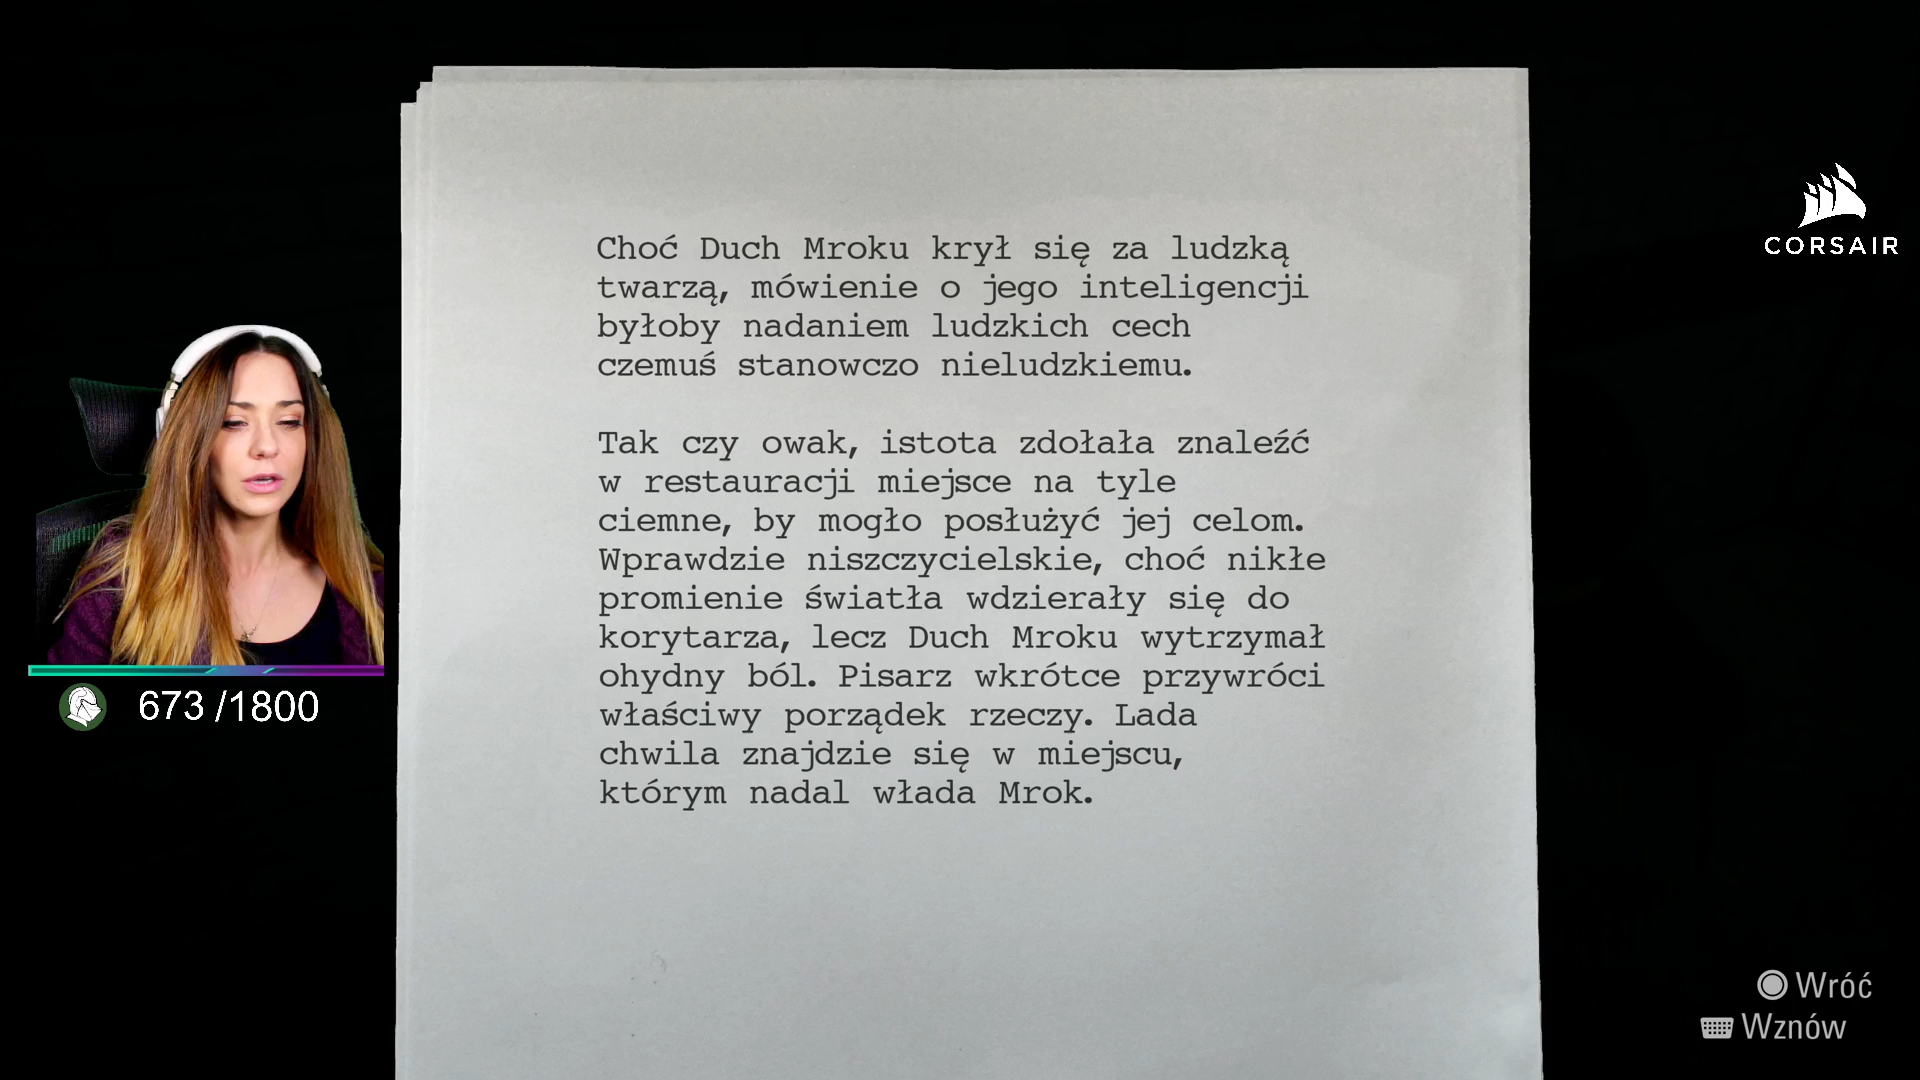 Choć Duch Mroku krył się za ludzką
twarzą, mówienie o jego inteligencji
byłoby nadaniem ludzkich cech
czemuś stanowczo nieludzkiemu.
Tak czy owak, istota zdołała znaleźć
w restauracji miejsce na tyle
ciemne, by mogło posłużyć jej celom.
Wprawdzie niszczycielskie, choć nikłe
promienie światła wdzierały się do
korytarza, lecz Duch Mroku wytrzymał
ohydny ból. Pisarz wkrótce przywróci
właściwy porządek rzeczy. Lada
chwila znajdzie się w miejscu,
którym nadal włada Mrok.
CORSAIR
673 /1800
Wróć
Wznów